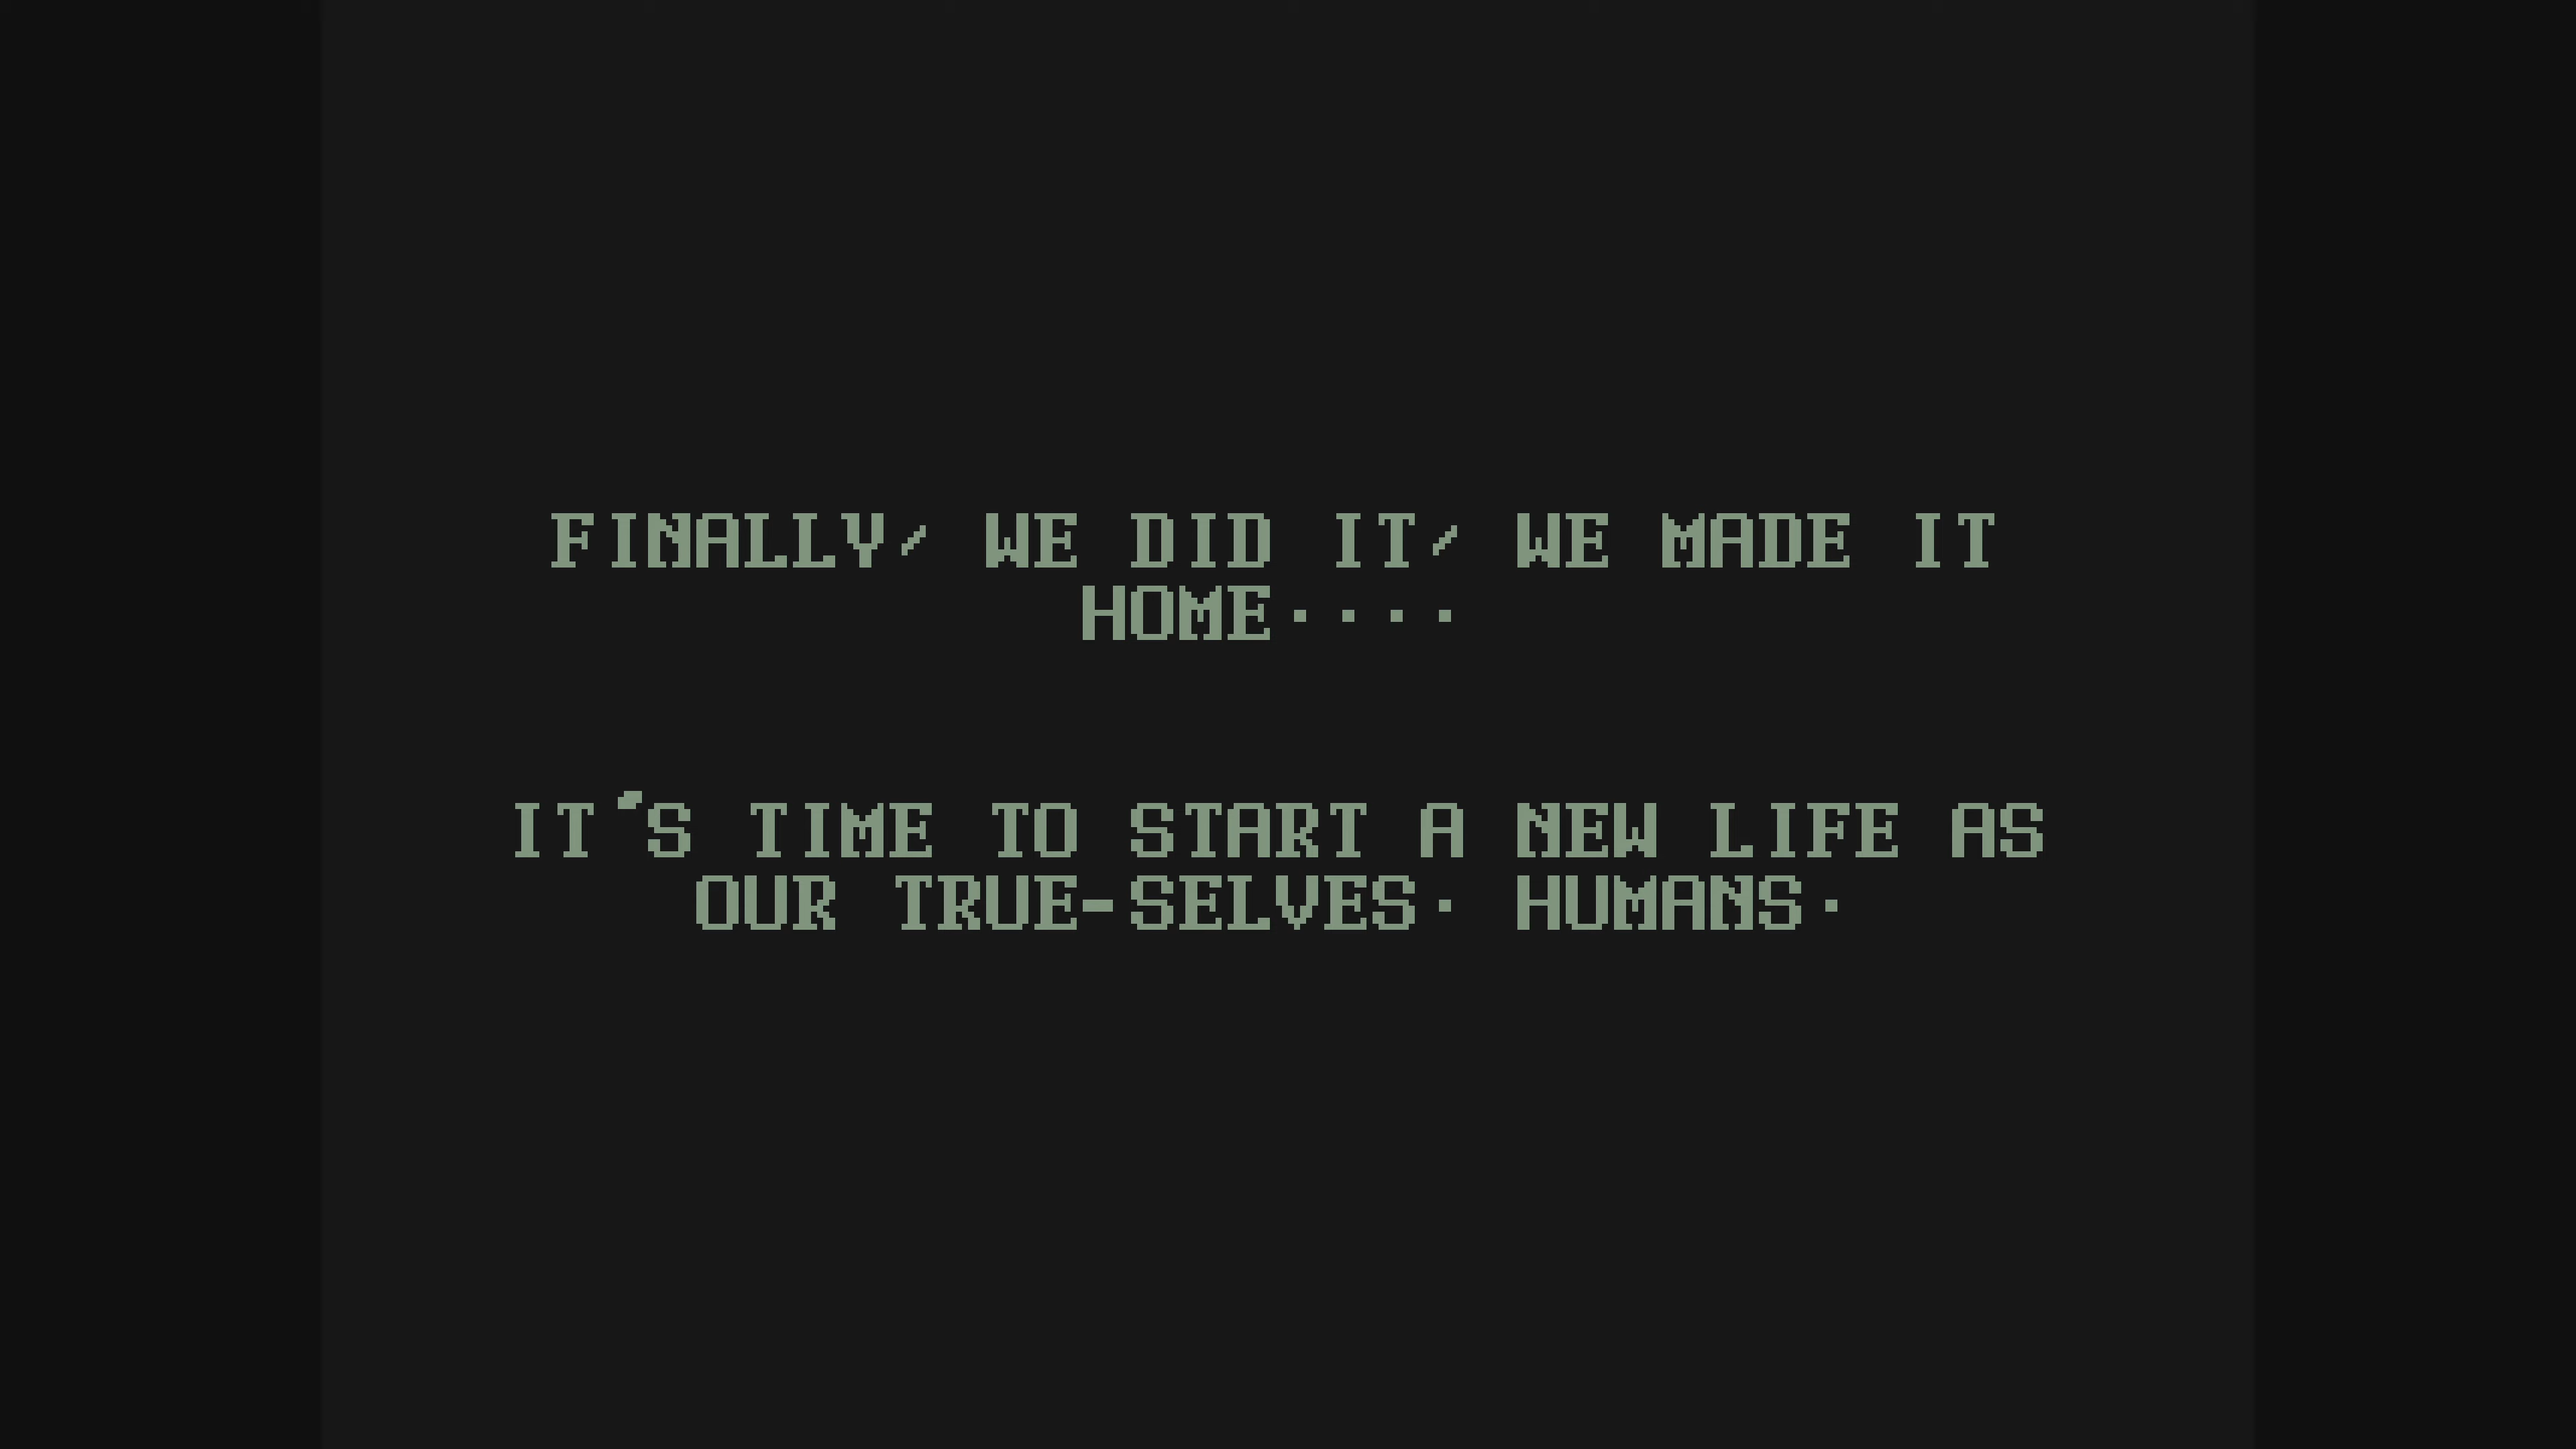 FINALLY, WE DID IT, WE MADE IT
HOME....
IT'S TIME TO START A NEW LIFE AS
OUR TRUE-SELVES. HUMANS.